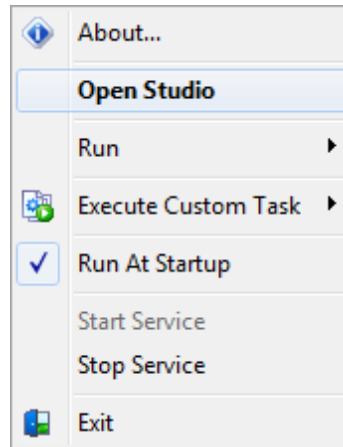 About...
Open Studio
Run
Execute Custom Task
Run At Startup
Start Service
Stop Service
Exit